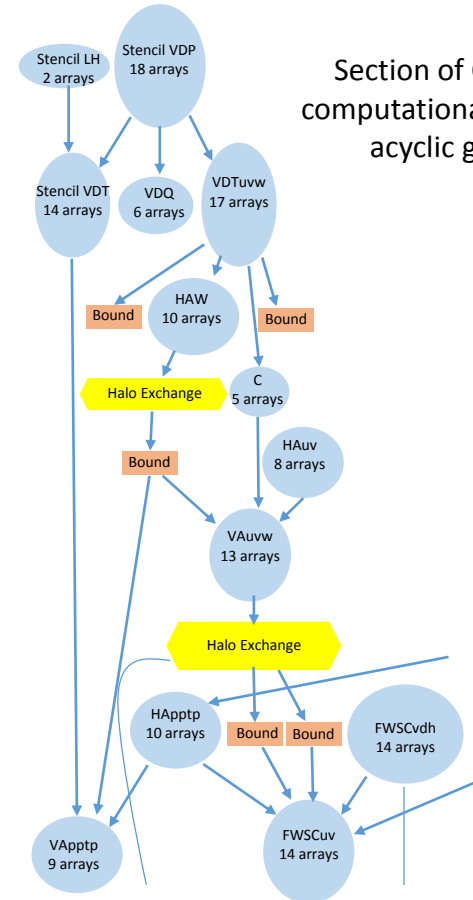 Stencil LH
2 arrays
Stencil VDP
18 arrays
Section of
computational
acyclic g
Stencil VDT
14 arrays
VDQ
6 arrays
VDTuvw
17 arrays
Bound
HAW
10 arrays
Bound
Halo Exchange
C
5 arrays
Bound
HAuv
8 arrays
VAuvw
13 arrays
Halo Exchange
HApptp
10 arrays
Bound
Bound
FWSCvdh
14 arrays
VApptp
9 arrays
FWSCuv
14 arrays